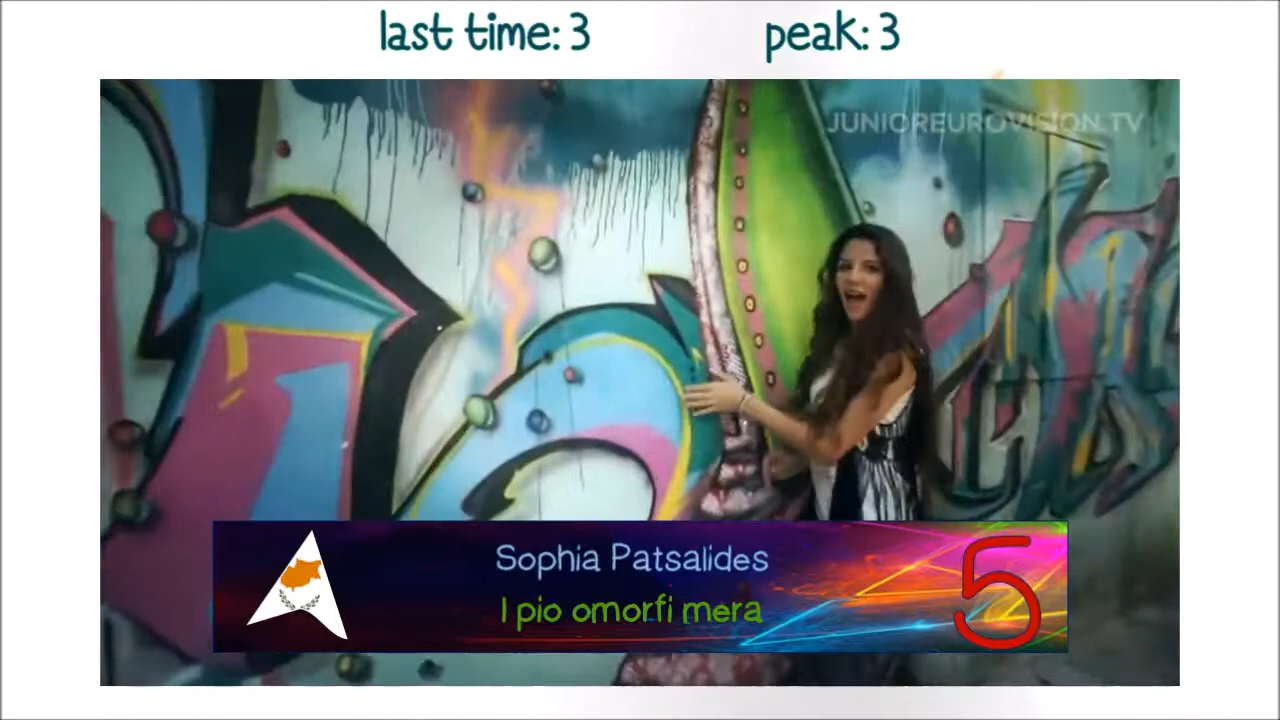 last time: 3
peak: 3
JUNIOREUROVISION.TV
Sophia Patsalides
I pio omorfi mera
5